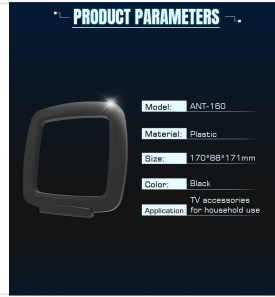 PRODUCT PARAMETERS
Model: ANT-160
Material: Plastic
Size: 170*88*171mm
Color: Black
TV accessories
Application: for household use